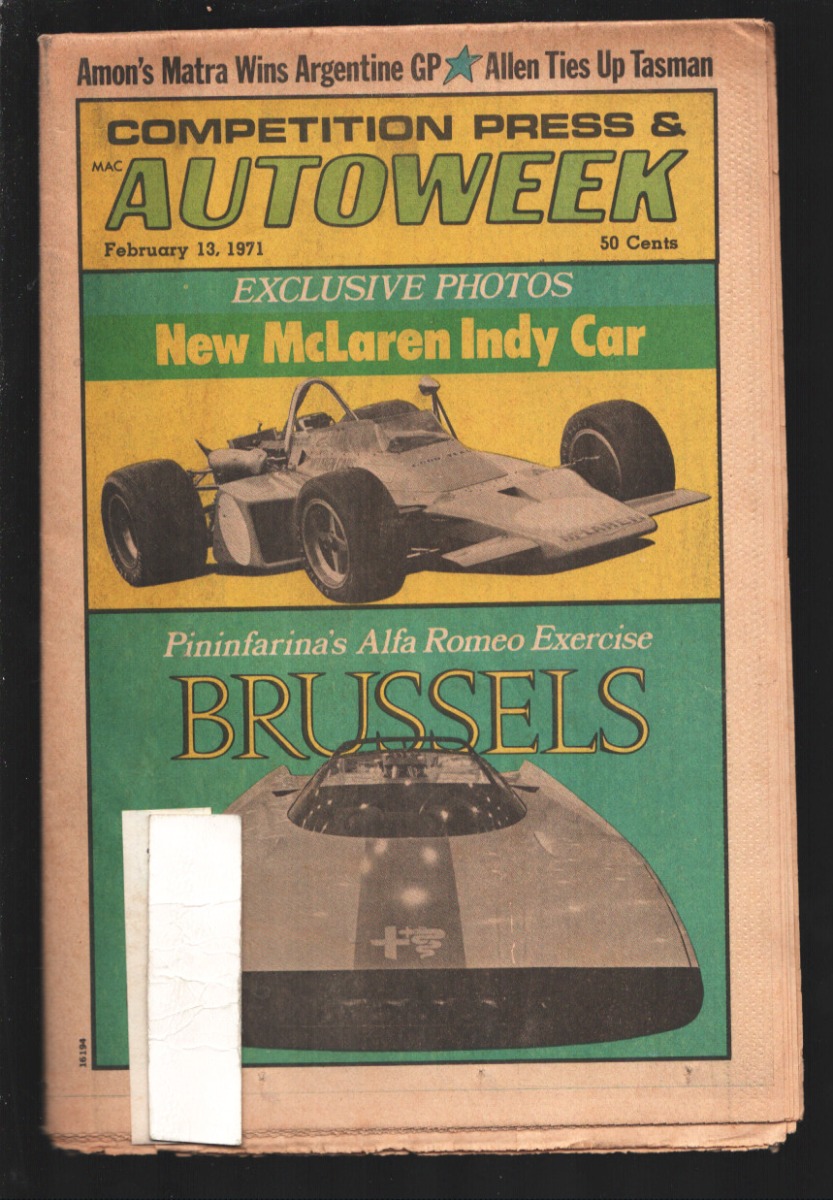 Amon's Matra Wins Argentine GP ★ Allen Ties Up Tasman
COMPETITION PRESS &
MAC AUTOWEEK
February 13, 1971 50 Cents
EXCLUSIVE PHOTOS
New McLaren Indy Car
McLAREN
Pininfarina's Alfa Romeo Exercise
BRUSSELS
16194